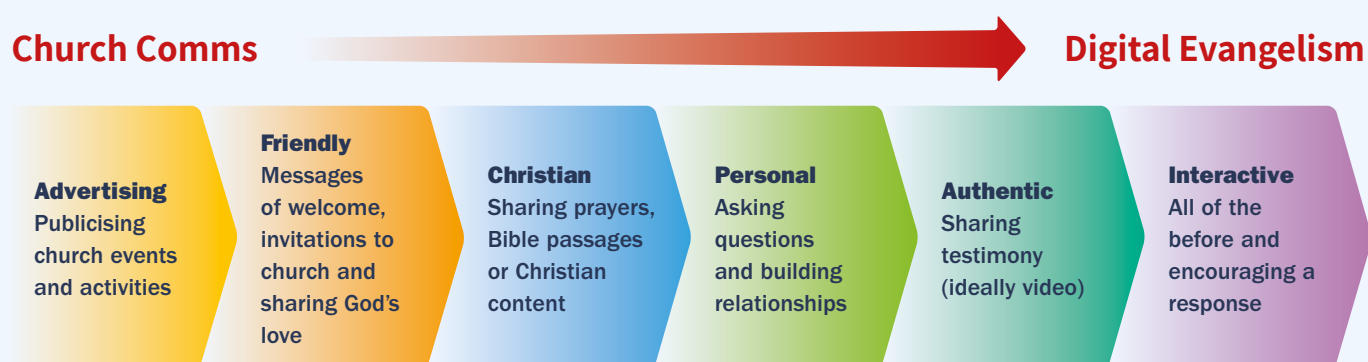 Church Comms
Digital Evangelism
Advertising
Publicising
church events
and activities
Friendly
Messages
of welcome,
invitations to
church and
sharing God's
love
Christian
Sharing prayers,
Bible passages
or Christian
content
Personal
Asking
questions
and building
relationships
Authentic
Sharing
testimony
(ideally video)
Interactive
All of the
before and
encouraging a
response